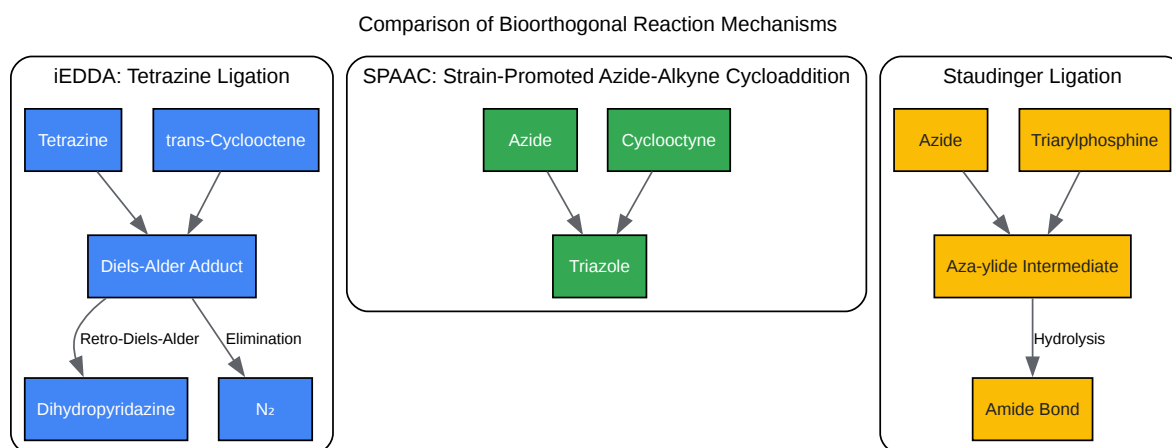 Comparison of Bioorthogonal Reaction Mechanisms
iEDDA: Tetrazine Ligation
Tetrazine
trans-Cyclooctene
Diels-Alder Adduct
Retro-Diels-Alder
Elimination
Dihydropyridazine
N₂
SPAAC: Strain-Promoted Azide-Alkyne Cycloaddition
Azide
Cyclooctyne
Triazole
Staudinger Ligation
Azide
Triarylphosphine
Aza-ylide Intermediate
Hydrolysis
Amide Bond